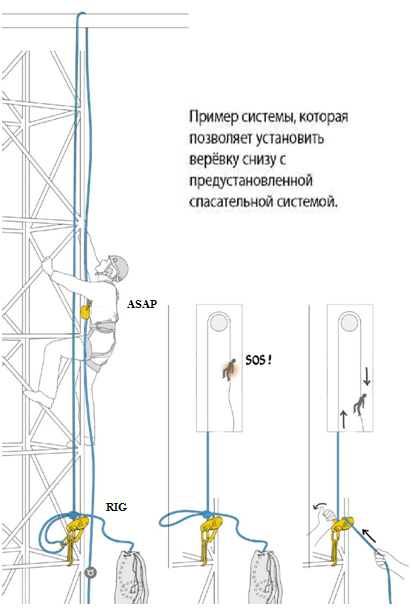 Пример системы, которая
позволяет установить
верёвку снизу с
предустановленной
спасательной системой.
ASAP
SOS!
RIG